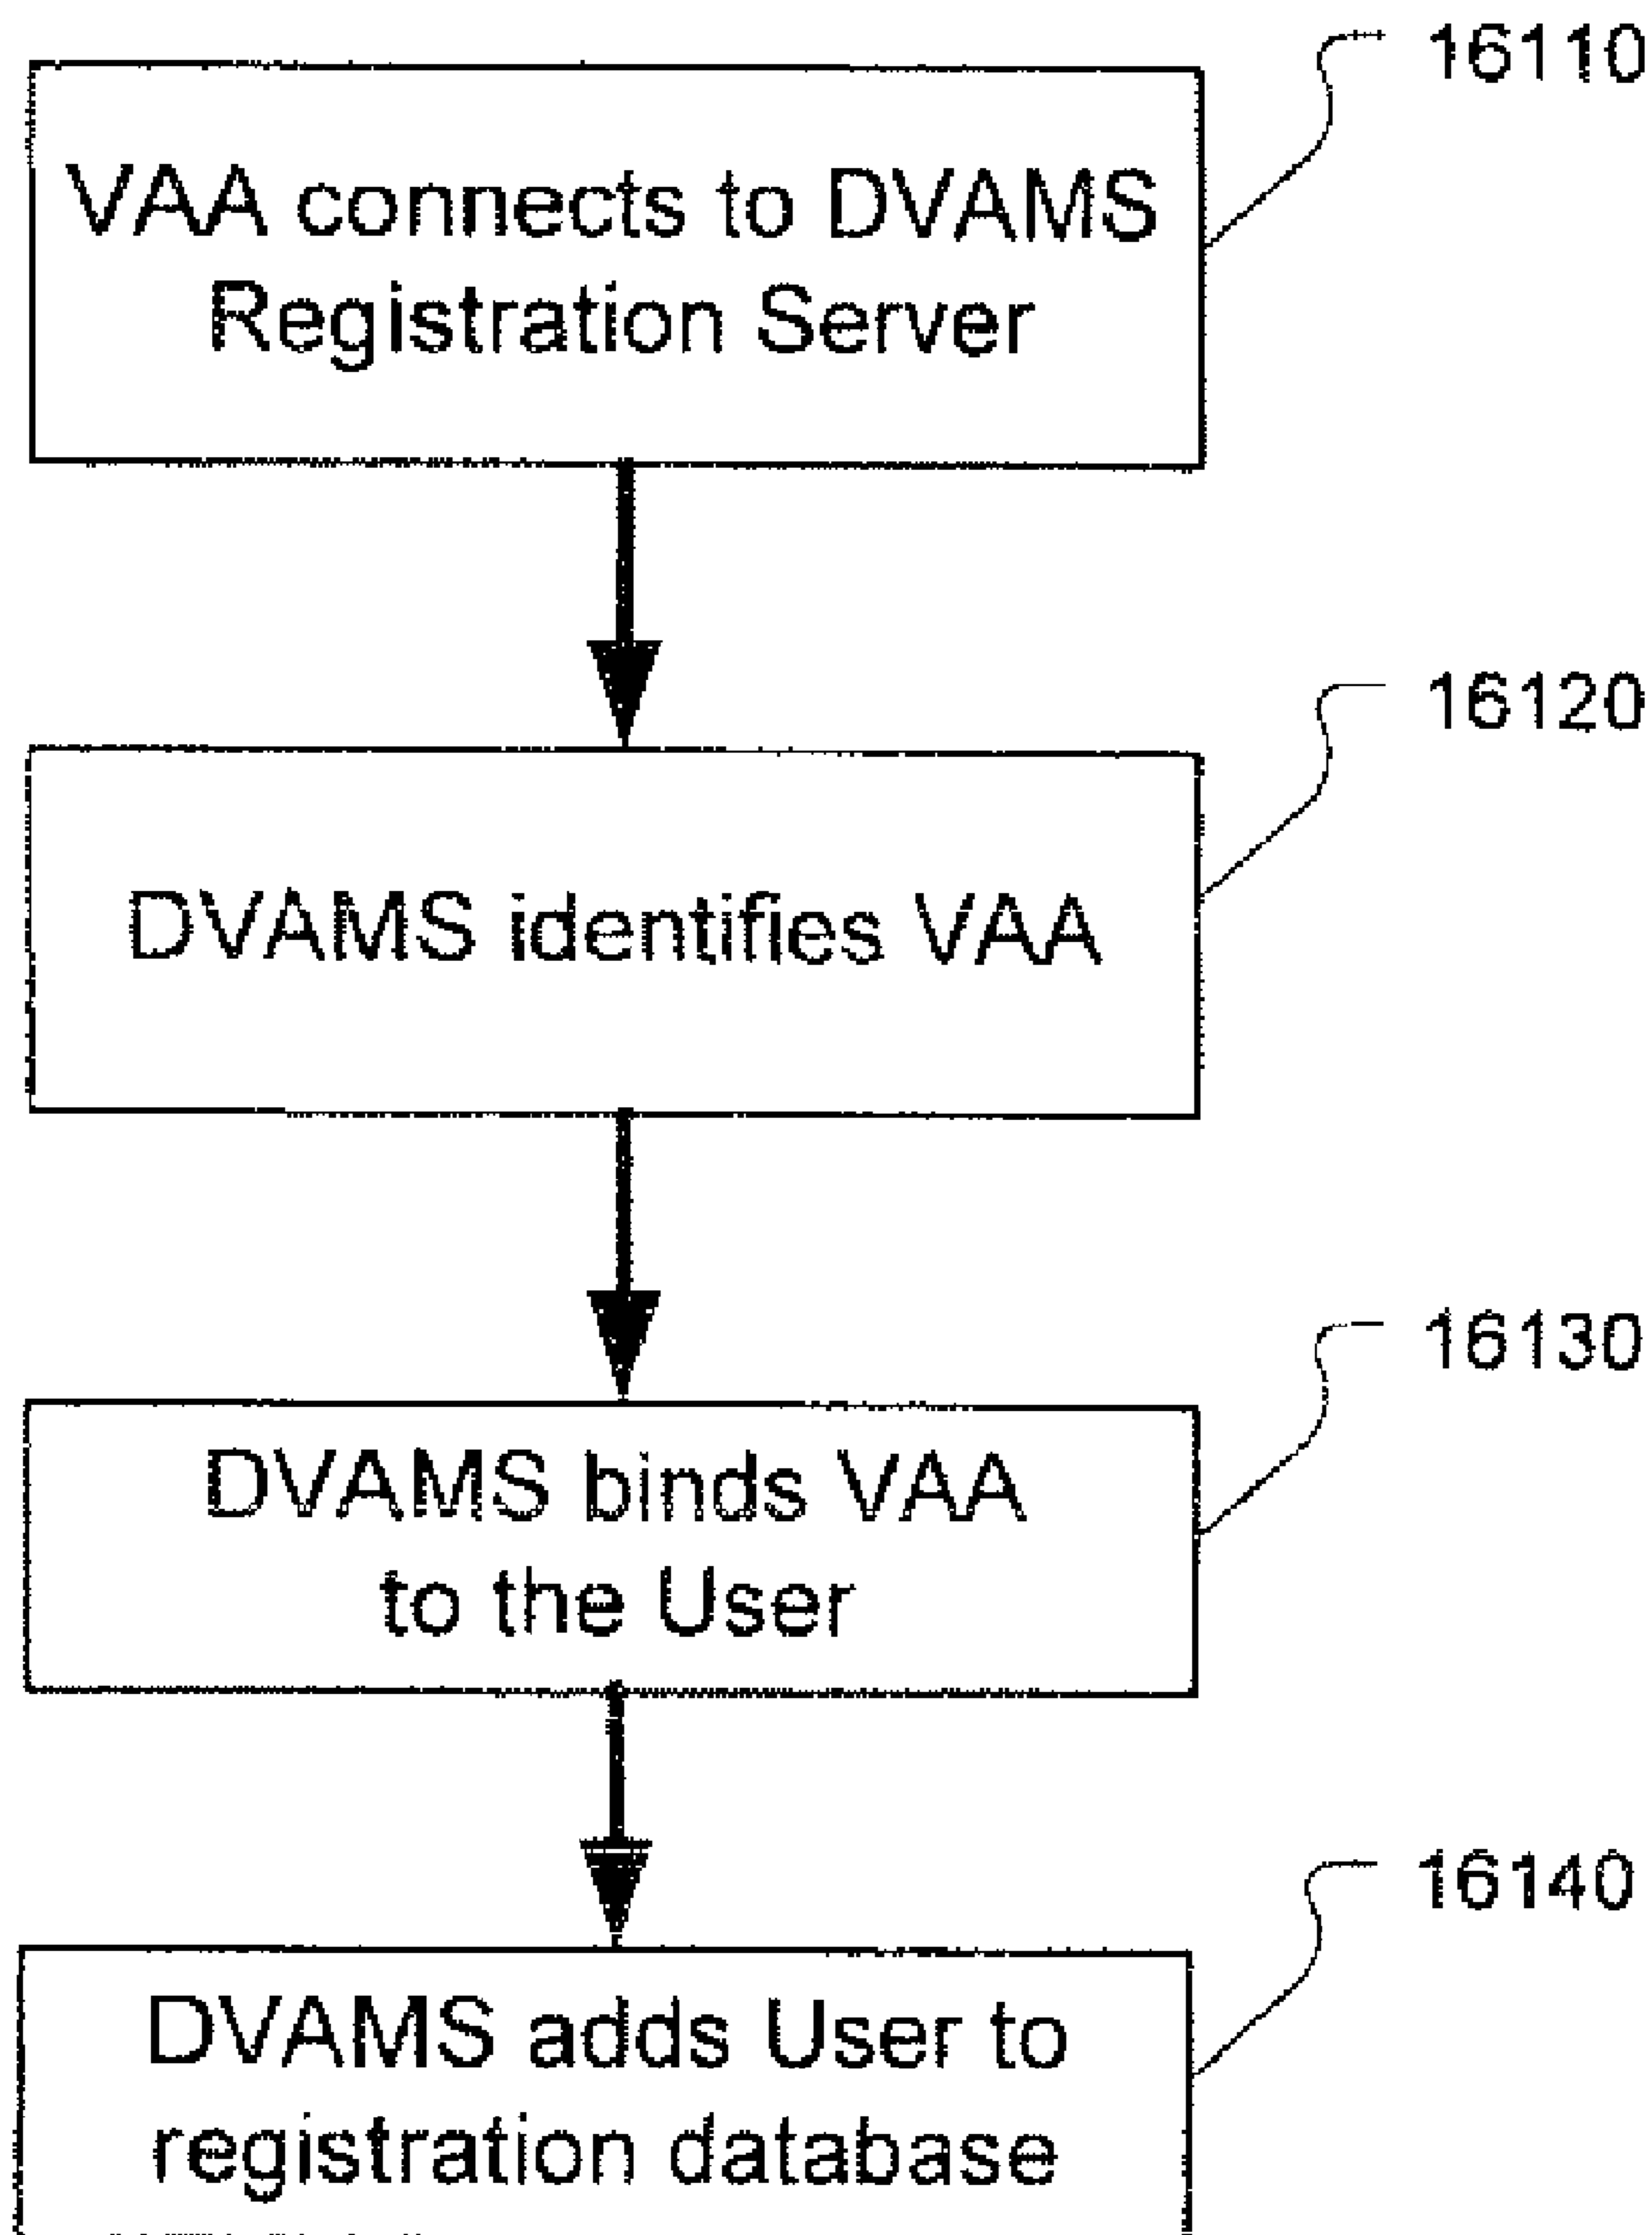 16110
VAA connects to DVAMS
Registration Server
16120
DVAMS identifies VAA
16130
DVAMS binds VAA
to the User
16140
DVAMS adds User to
registration database